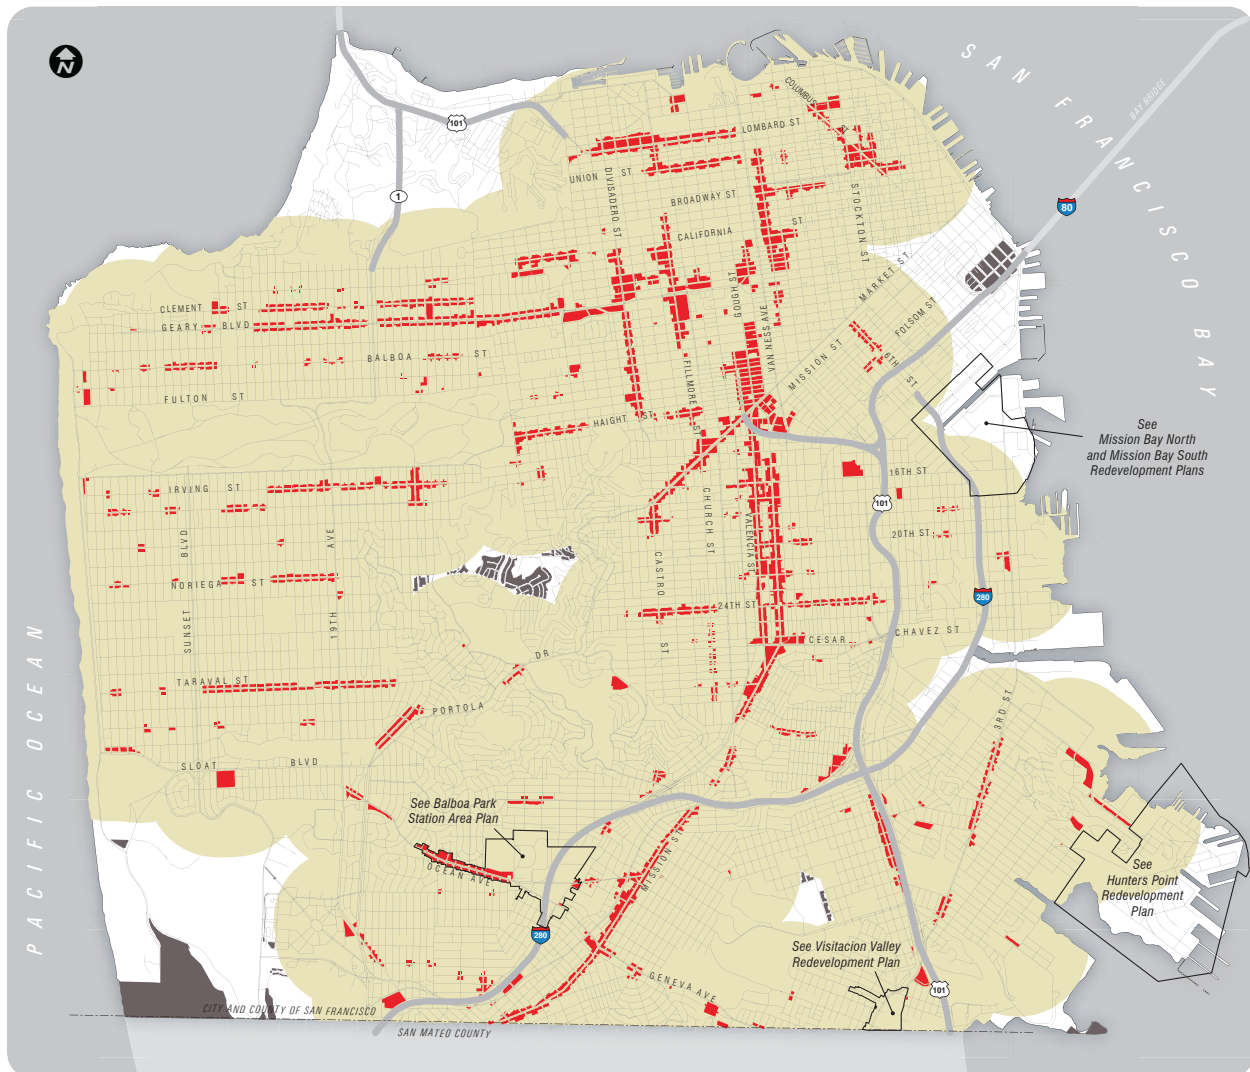 N
SAN FRANCISCO BAY
BAY BRIDGE
80
101
1
COLUMBUS
ST
LOMBARD ST
UNION ST
DIVISADERO ST
BROADWAY ST
STOCKTON ST
CALIFORNIA ST
GOUGH ST
VAN NESS AVE
MARKET ST
FOLSOM ST
MISSION ST
6TH ST
CLEMENT ST
GEARY BLVD
BALBOA ST
FULTON ST
FILLMORE ST
HAIGHT ST
See
Mission Bay North
and Mission Bay South
Redevelopment Plans
16TH ST
101
20TH ST
IRVING ST
SUNSET BLVD
19TH AVE
NORIEGA ST
CHURCH ST
VALENCIA ST
CASTRO ST
24TH ST
280
CESAR CHAVEZ ST
PACIFIC OCEAN
TARAVAL ST
PORTOLA DR
3RD ST
SLOAT BLVD
See Balboa Park
Station Area Plan
OCEAN AVE
MISSION ST
See
Hunters Point
Redevelopment
Plan
280
See Visitacion Valley
Redevelopment Plan
GENEVA AVE
101
CITY AND COUNTY OF SAN FRANCISCO
SAN MATEO COUNTY